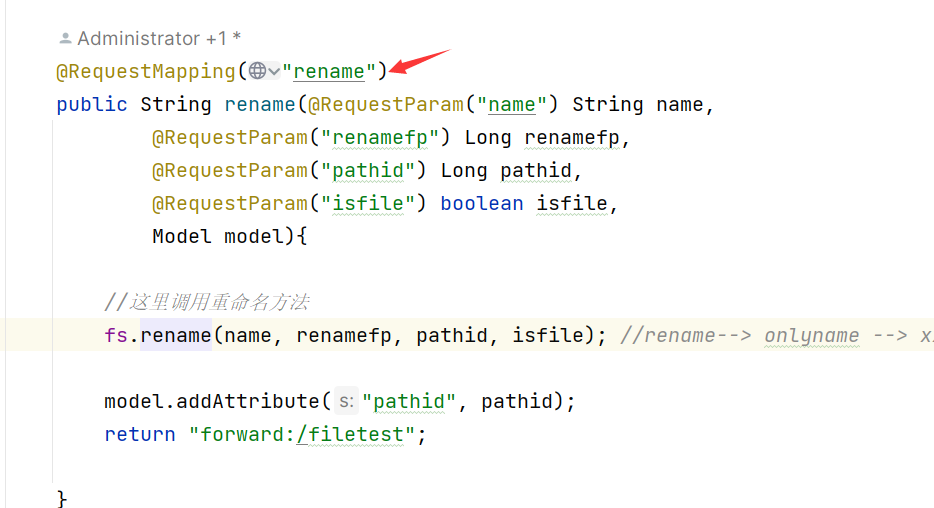 Administrator +1 *
@RequestMapping("rename")
public String rename(@RequestParam("name") String name,
@RequestParam("renamefp") Long renamefp,
@RequestParam("pathid") Long pathid,
@RequestParam("isfile") boolean isfile,
Model model){
//这里调用重命名方法
fs.rename(name, renamefp, pathid, isfile); //rename--> onlyname -->
model.addAttribute(s: "pathid", pathid);
return "forward:/filetest";
}